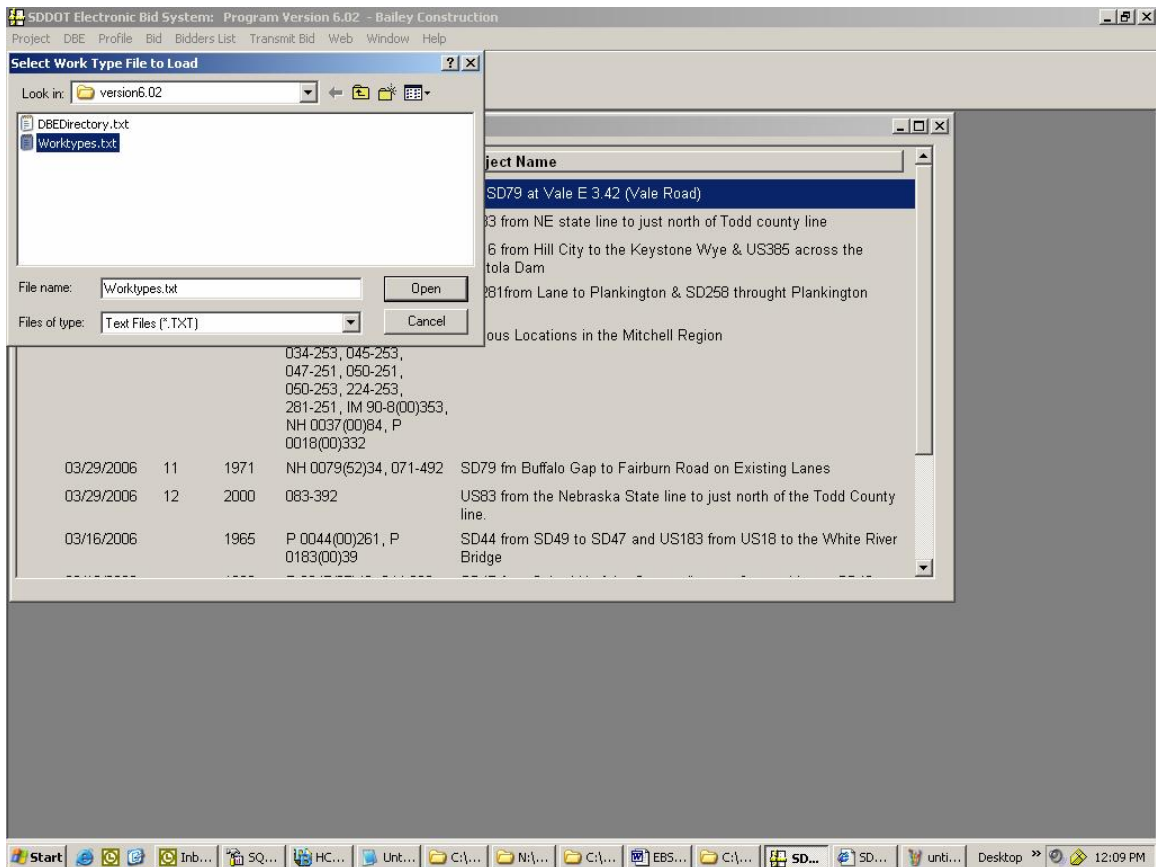 SDDOT Electronic Bid System: Program Version 6.02 - Bailey Construction
Project DBE Profile Bid Bidders List Transmit Bid Web Window Help
Select Work Type File to Load
Look in: version6.02
DBEDirectory.txt
Worktypes.txt
File name: Worktypes.txt Open
Files of type: Text Files (*.TXT) Cancel
ject Name
SD79 at Vale E 3.42 (Vale Road)
33 from NE state line to just north of Todd county line
6 from Hill City to the Keystone Wye & US385 across the
tola Dam
281from Lane to Plankington & SD258 throught Plankington
ous Locations in the Mitchell Region
034-253, 045-253,
047-251, 050-251,
050-253, 224-253,
281-251, IM 90-8(00)353,
NH 0037(00)84, P
0018(00)332
03/29/2006 11 1971 NH 0079(52)34, 071-492 SD79 fm Buffalo Gap to Fairburn Road on Existing Lanes
03/29/2006 12 2000 083-392 US83 from the Nebraska State line to just north of the Todd County
line.
03/16/2006 1965 P 0044(00)261, P SD44 from SD49 to SD47 and US183 from US18 to the White River
0183(00)39 Bridge
Start Inb... SQ... HC... Unt... C:\... N:\... C:\... EBS... C:\... SD... SD... unti... Desktop » 12:09 PM